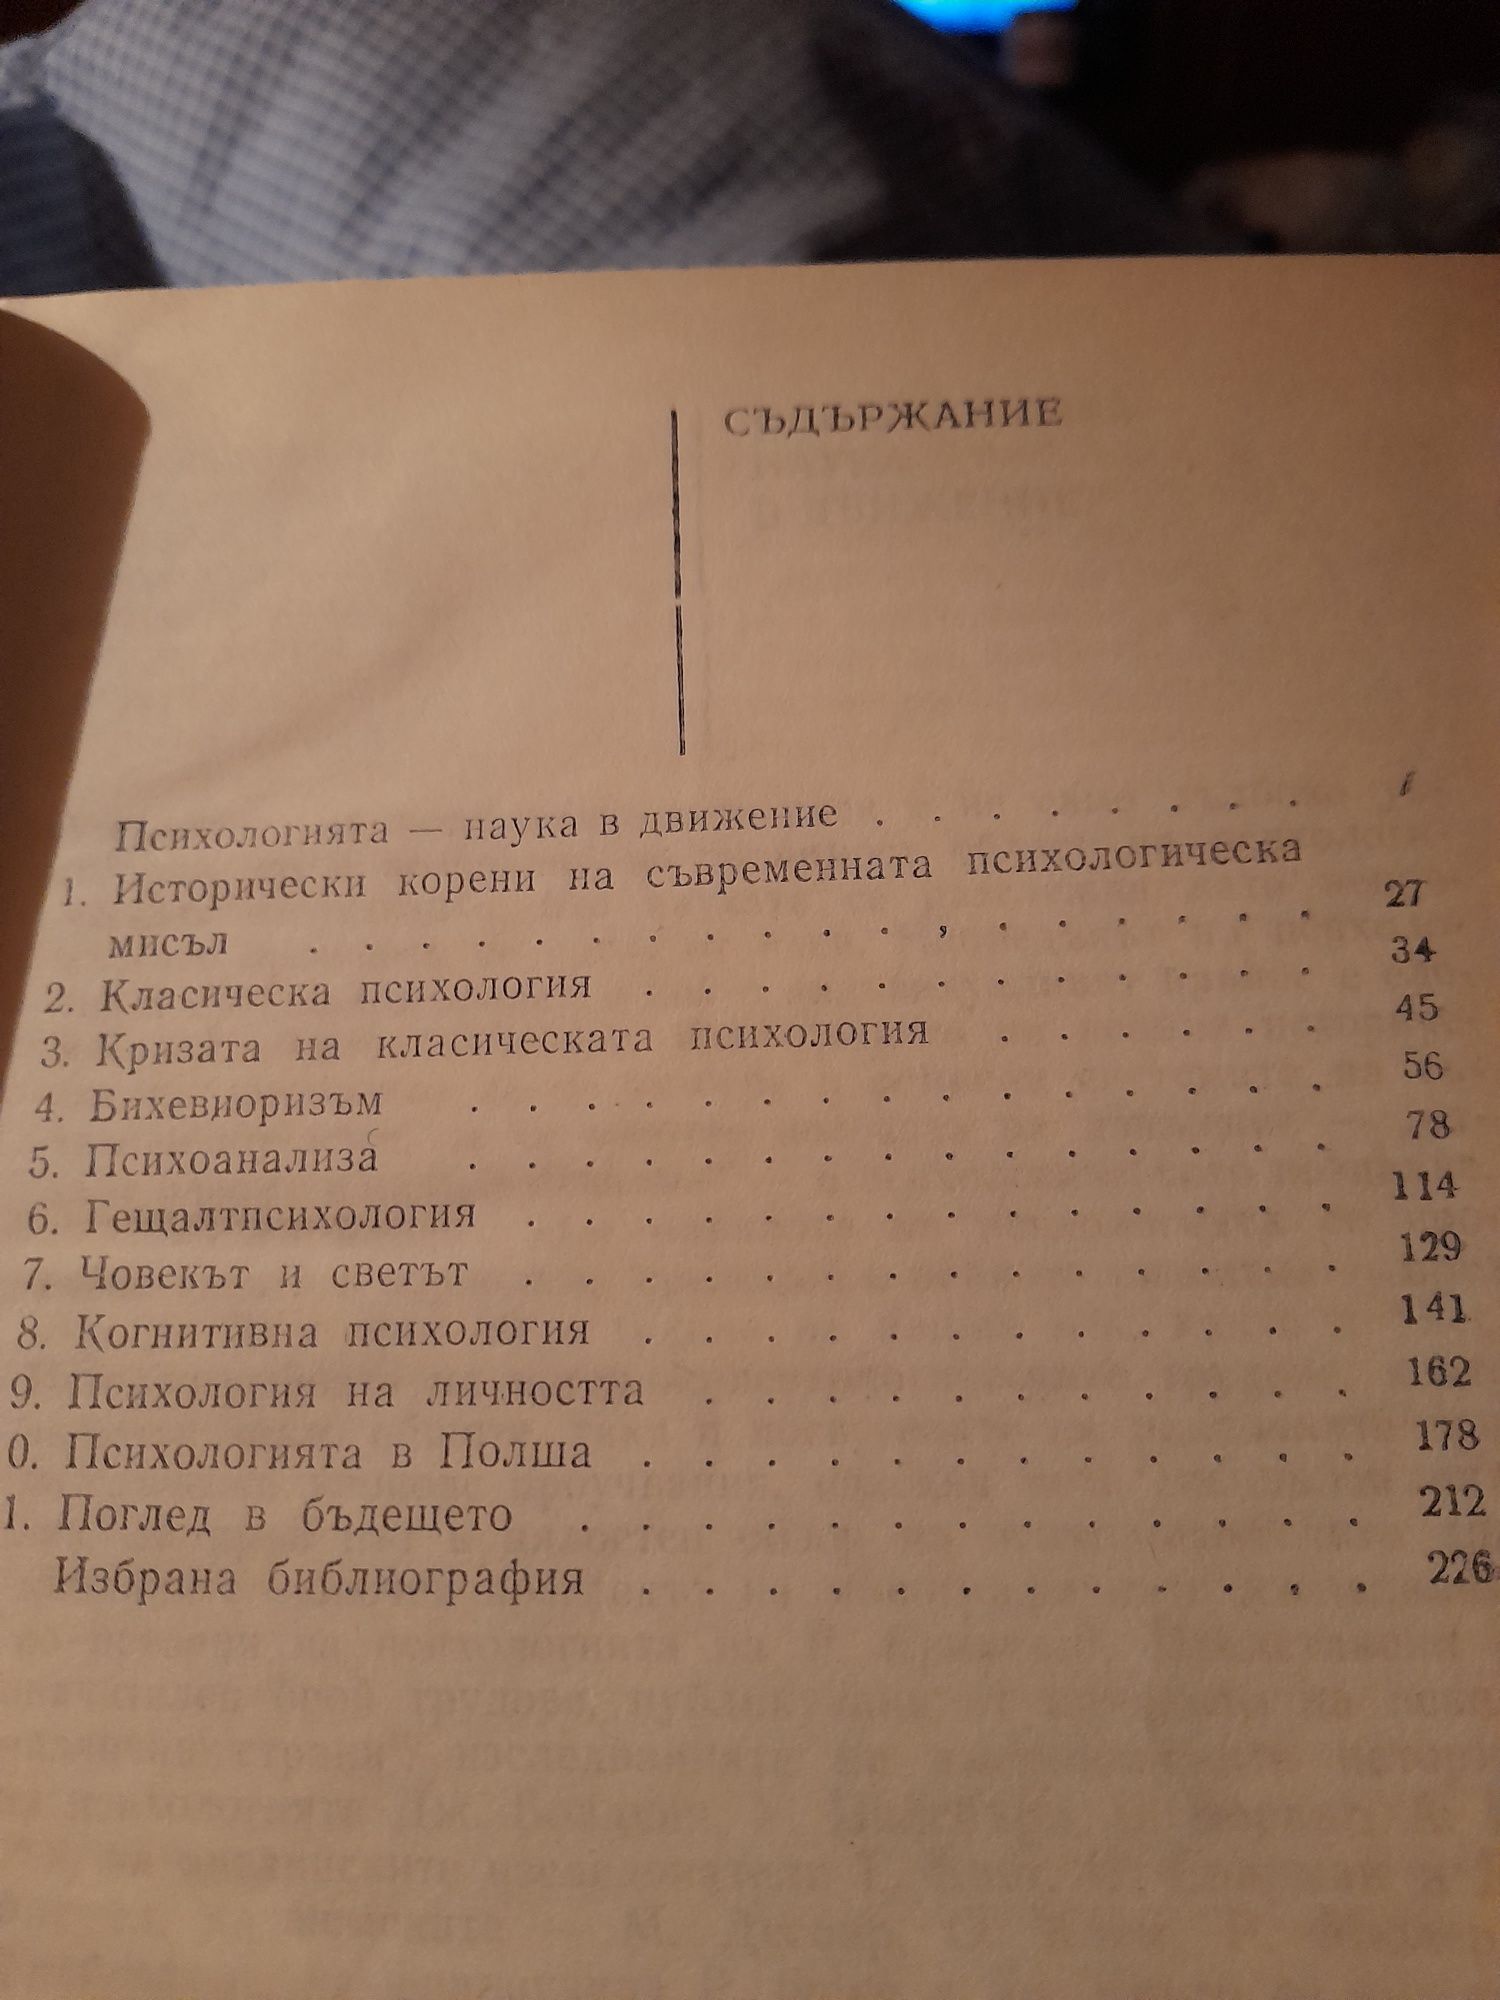 СЪДЪРЖАНИЕ
Психологията — наука в движение . . . . . . . .
1. Исторически корени на съвременната психологическа
мисъл . . . . . . . . . . . , . . . . . . 27
2. Класическа психология . . . . . . . . . . . . 34
3. Кризата на класическата психология . . . . . . 45
4. Бихевиоризъм . . . . . . . . . . . . . . . 56
5. Психоанализа . . . . . . . . . . . . . . . 78
6. Гещалтпсихология . . . . . . . . . . . . . . 114
7. Човекът и светът . . . . . . . . . . . . . . 129
8. Когнитивна психология . . . . . . . . . . . . 141
9. Психология на личността . . . . . . . . . . . 162
0. Психологията в Полша . . . . . . . . . . . . 178
1. Поглед в бъдещето . . . . . . . . . . . . . 212
Избрана библиография . . . . . . . . . . . . 226